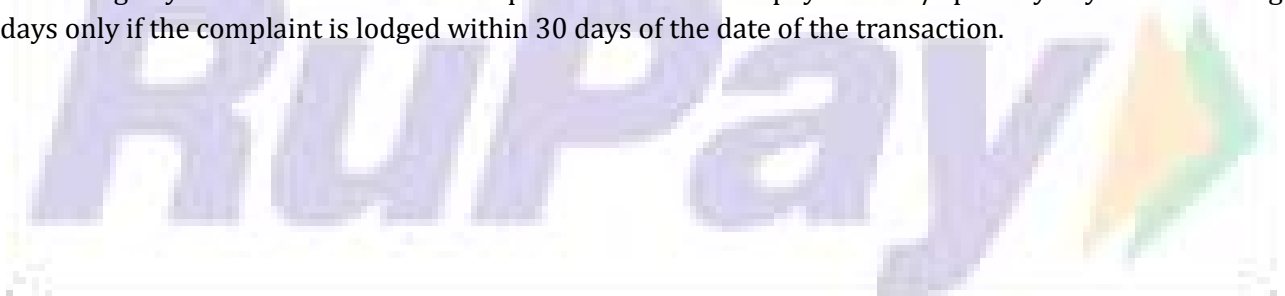 days only if the complaint is lodged within 30 days of the date of the transaction.
RuPay